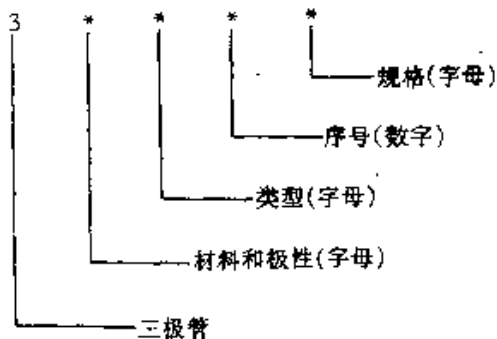 3 * * * *
规格(字母)
序号(数字)
类型(字母)
材料和极性(字母)
三极管